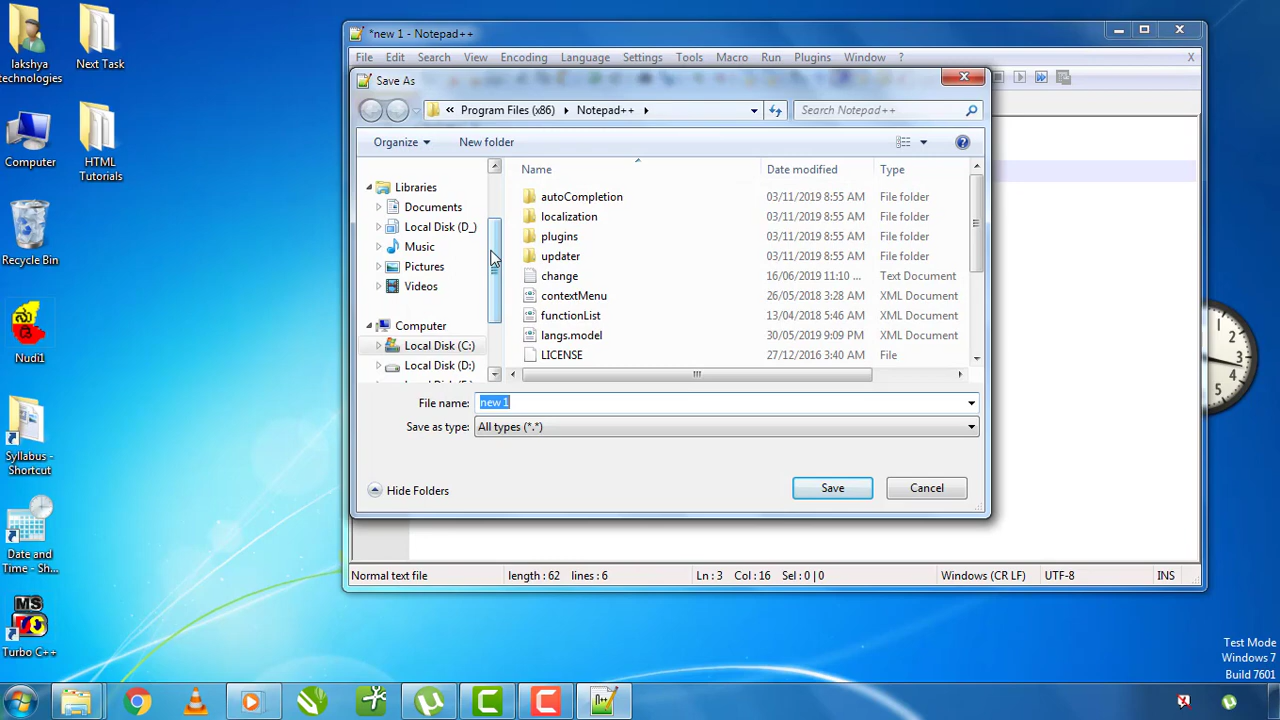 lakshya technologies
Next Task
Computer
HTML Tutorials
Recycle Bin
ನುಡಿ
Nudi1
Syllabus - Shortcut
Date and Time - Sh...
MS
Turbo C++
*new 1 - Notepad++
File Edit Search View Encoding Language Settings Tools Macro Run Plugins Window ? X
Save As
« Program Files (x86) Notepad++
Search Notepad++
Organize New folder
Libraries
Documents
Local Disk (D_)
Music
Pictures
Videos
Computer
Local Disk (C:)
Local Disk (D:)
Name Date modified Type
autoCompletion 03/11/2019 8:55 AM File folder
localization 03/11/2019 8:55 AM File folder
plugins 03/11/2019 8:55 AM File folder
updater 03/11/2019 8:55 AM File folder
change 16/06/2019 11:10 ... Text Document
contextMenu 26/05/2018 3:28 AM XML Document
functionList 13/04/2018 5:46 AM XML Document
langs.model 30/05/2019 9:09 PM XML Document
LICENSE 27/12/2016 3:40 AM File
File name: new 1
Save as type: All types (*.*)
Hide Folders
Save
Cancel
Normal text file length : 62 lines : 6 Ln : 3 Col : 16 Sel : 0 | 0 Windows (CR LF) UTF-8 INS
1
2
3
4
5
Test Mode
Windows 7
Build 7601